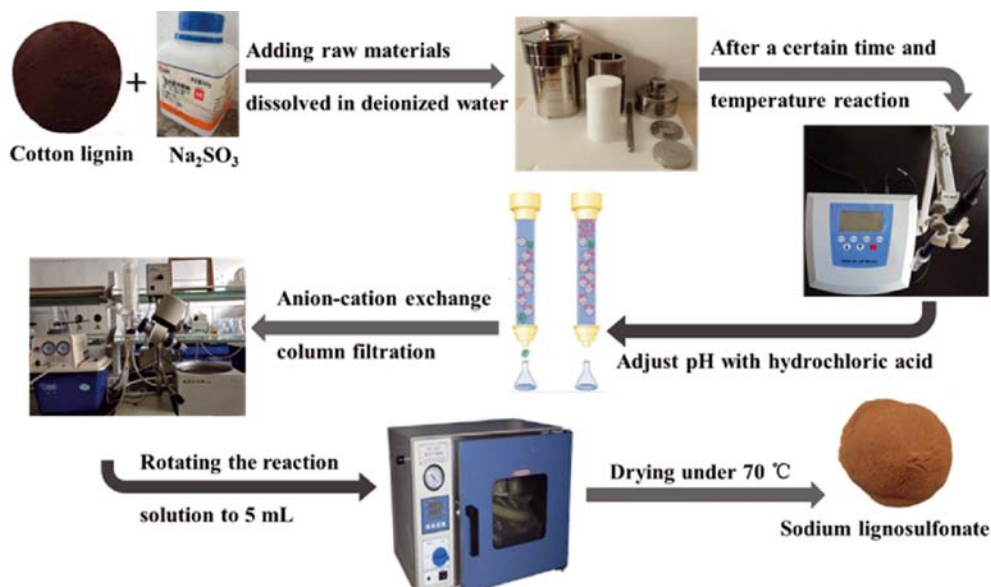 Adding raw materials
dissolved in deionized water
After a certain time and
temperature reaction
Cotton lignin
+
Na₂SO₃
Adjust pH with hydrochloric acid
Anion-cation exchange
column filtration
Rotating the reaction
solution to 5 mL
Drying under 70 ℃
Sodium lignosulfonate